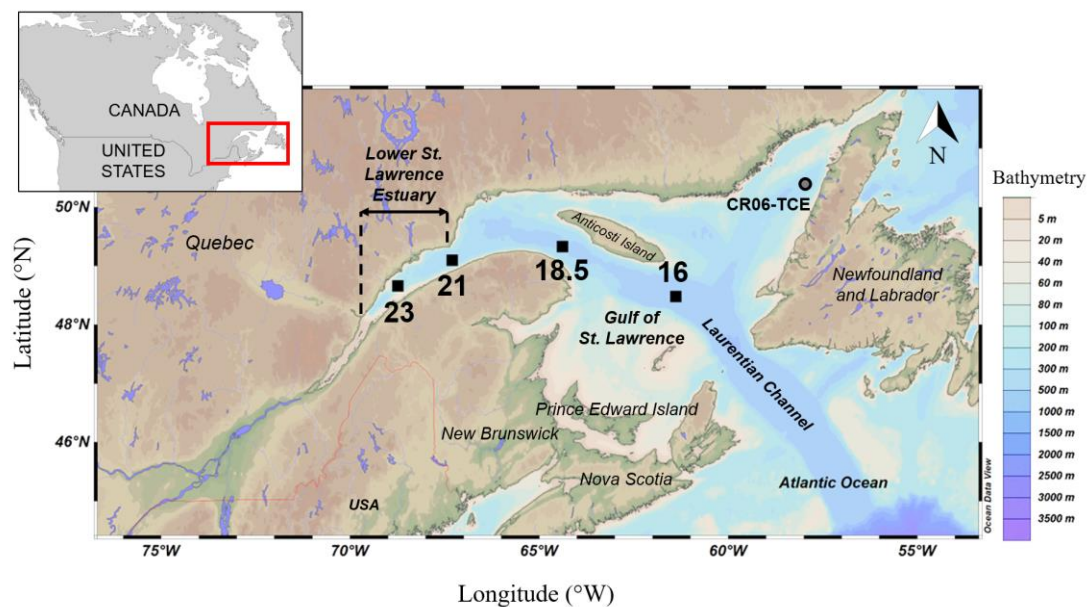 CANADA
UNITED
STATES
Lower St.
Lawrence
Estuary
N
Bathymetry
Quebec
Anticosti Island
CR06-TCE
Newfoundland
and Labrador
23
21
18.5
16
Gulf of
St. Lawrence
Laurentian Channel
Prince Edward Island
New Brunswick
Nova Scotia
USA
Atlantic Ocean
Ocean Data View
Latitude (°N)
50°N
48°N
46°N
75°W
70°W
65°W
60°W
55°W
Longitude (°W)
5 m
20 m
40 m
60 m
80 m
100 m
200 m
300 m
500 m
1000 m
1500 m
2000 m
2500 m
3000 m
3500 m